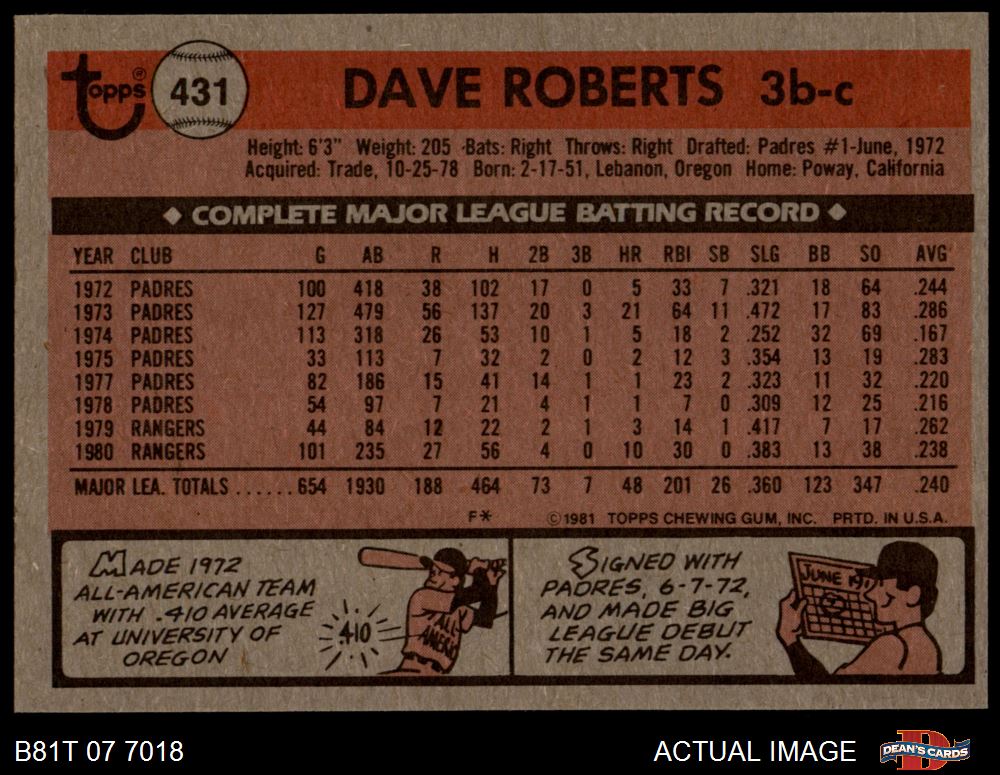 topps® 431 DAVE ROBERTS 3b-c
Height: 6'3" Weight: 205 Bats: Right Throws: Right Drafted: Padres #1-June, 1972
Acquired: Trade, 10-25-78 Born: 2-17-51, Lebanon, Oregon Home: Poway, California
◆ COMPLETE MAJOR LEAGUE BATTING RECORD ◆
YEAR CLUB G AB R H 2B 3B HR RBI SB SLG BB SO AVG
1972 PADRES 100 418 38 102 17 0 5 33 7 .321 18 64 .244
1973 PADRES 127 479 56 137 20 3 21 64 11 .472 17 83 .286
1974 PADRES 113 318 26 53 10 1 5 18 2 .252 32 69 .167
1975 PADRES 33 113 7 32 2 0 2 12 3 .354 13 19 .283
1977 PADRES 82 186 15 41 14 1 1 23 2 .323 11 32 .220
1978 PADRES 54 97 7 21 4 1 1 7 0 .309 12 25 .216
1979 RANGERS 44 84 12 22 2 1 3 14 1 .417 7 17 .262
1980 RANGERS 101 235 27 56 4 0 10 30 0 .383 13 38 .238
MAJOR LEA. TOTALS ......654 1930 188 464 73 7 48 201 26 .360 123 347 .240
F* ©1981 TOPPS CHEWING GUM, INC. PRTD. IN U.S.A.
MADE 1972
ALL-AMERICAN TEAM
WITH .410 AVERAGE
AT UNIVERSITY OF
OREGON
.410
ALL
SIGNED WITH
PADRES, 6-7-72,
AND MADE BIG
LEAGUE DEBUT
THE SAME DAY.
JUNE
B81T 07 7018 ACTUAL IMAGE DEAN'S CARDS